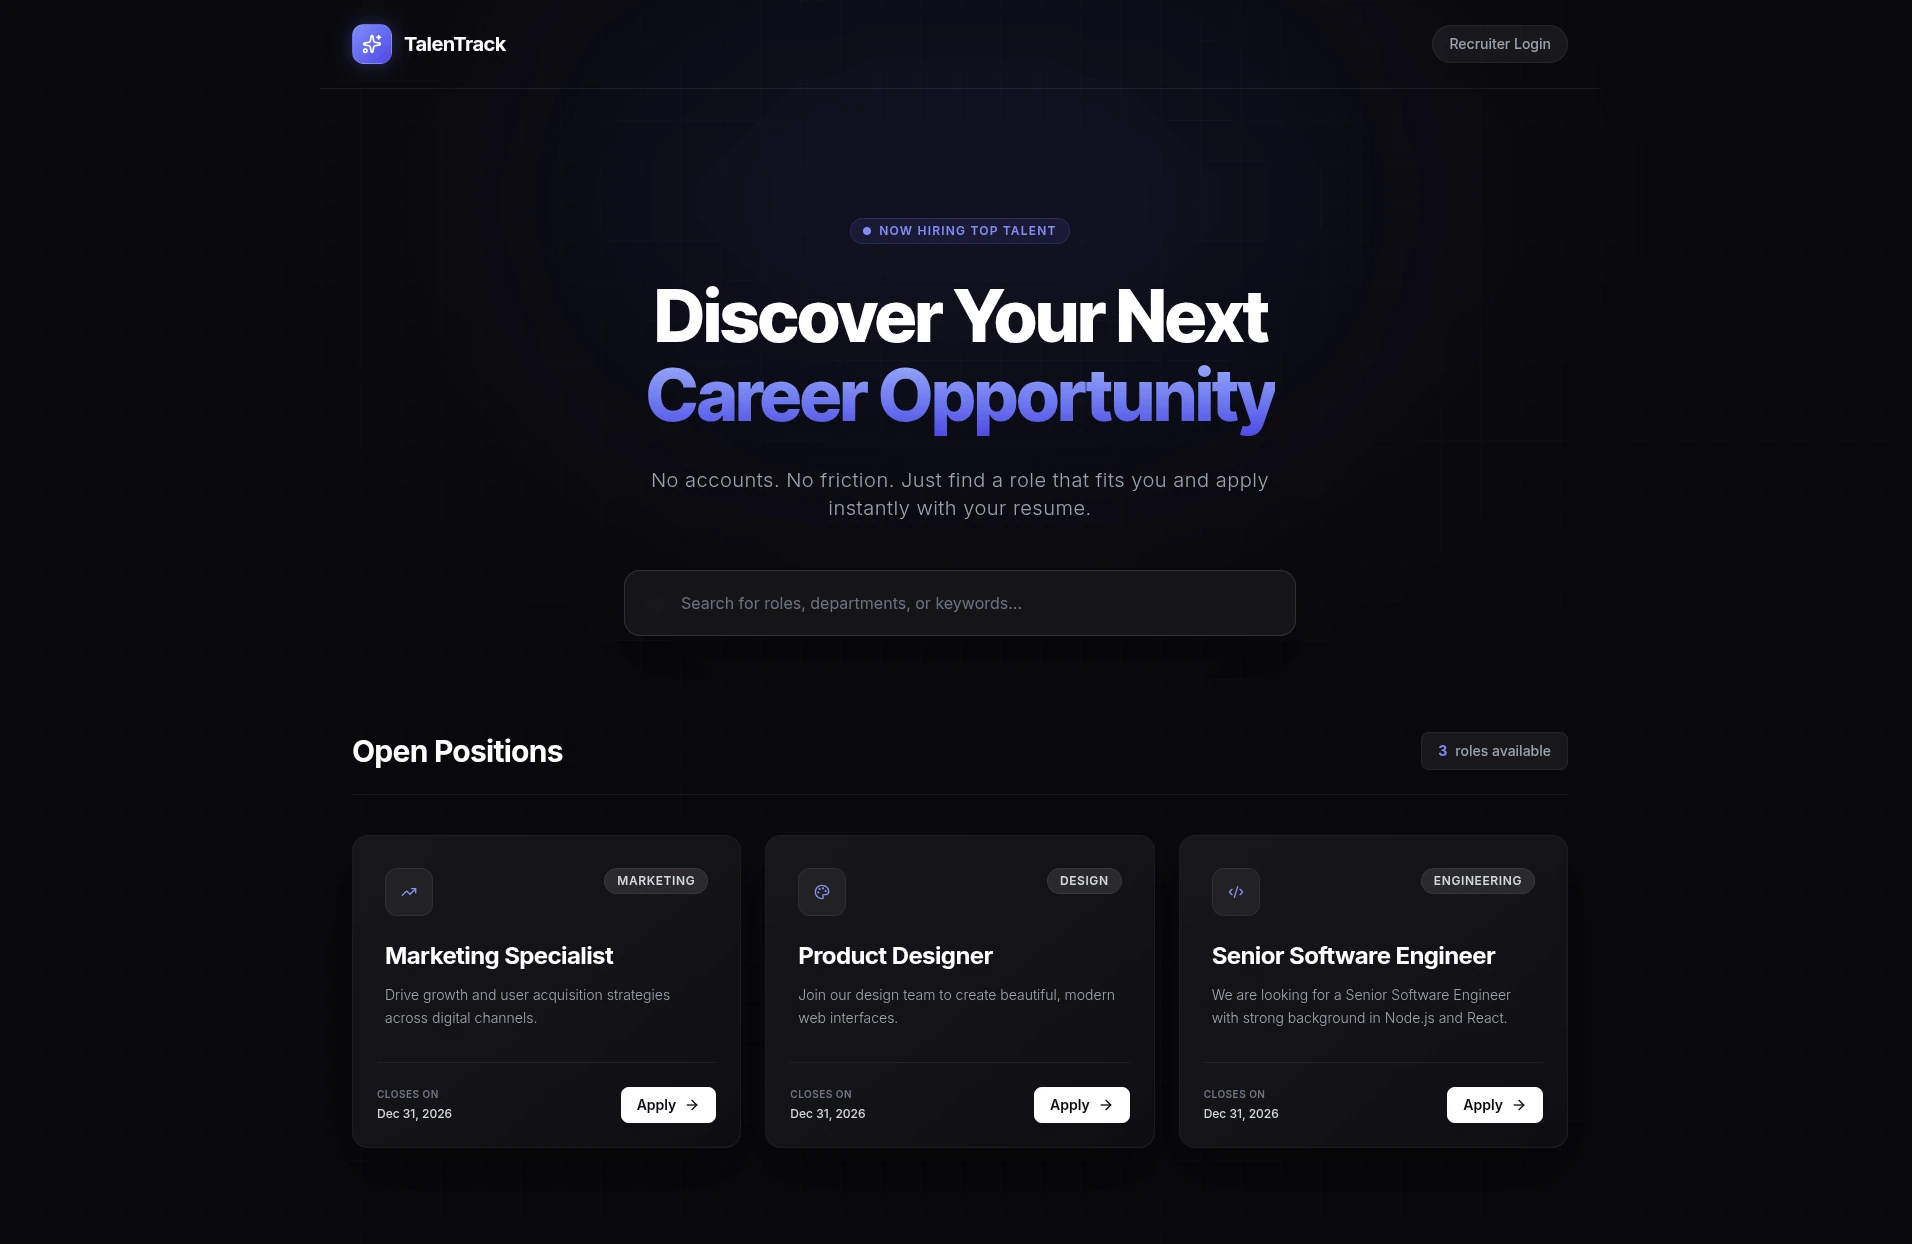 TalenTrack
Recruiter Login
NOW HIRING TOP TALENT
Discover Your Next
Career Opportunity
No accounts. No friction. Just find a role that fits you and apply
instantly with your resume.
Search for roles, departments, or keywords...
Open Positions
3 roles available
MARKETING
Marketing Specialist
Drive growth and user acquisition strategies
across digital channels.
CLOSES ON
Dec 31, 2026
Apply
DESIGN
Product Designer
Join our design team to create beautiful, modern
web interfaces.
CLOSES ON
Dec 31, 2026
Apply
ENGINEERING
Senior Software Engineer
We are looking for a Senior Software Engineer
with strong background in Node.js and React.
CLOSES ON
Dec 31, 2026
Apply